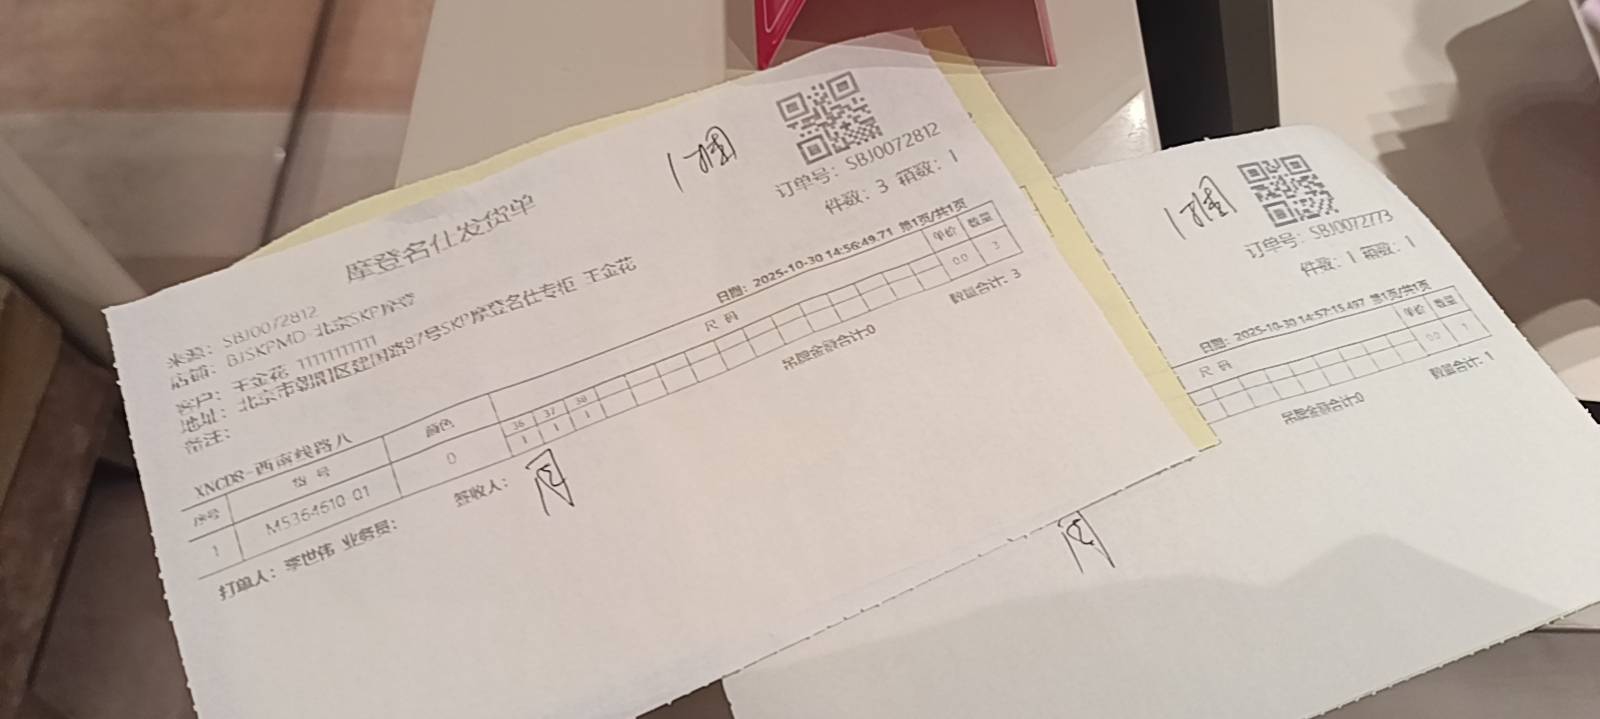 摩登名仕发货单
1捆
订单号: SBJ0072812
件数: 3 箱数: 1
来源: SBJ0072812
店铺: BJSKPMD-北京SKP摩登
客户: 王金花 11111111111
地址: 北京市朝阳区建国路87号SKP摩登名仕专柜 王金花
备注:
日期: 2025-10-30 14:56:49.71 第1页/共1页
XNCD8-西南线路八
序号 货号 颜色 尺码 单价 数量
36 37 38
1 M5364610 01 0 1 1 1 0.0 3
吊牌金额合计:0 数量合计: 3
打单人: 李世伟 业务员: 签收人:
1捆
订单号: SBJ0072773
件数: 1 箱数: 1
日期: 2025-10-30 14:57:15.497 第1页/共1页
尺码 单价 数量
0.0 1
吊牌金额合计:0 数量合计: 1